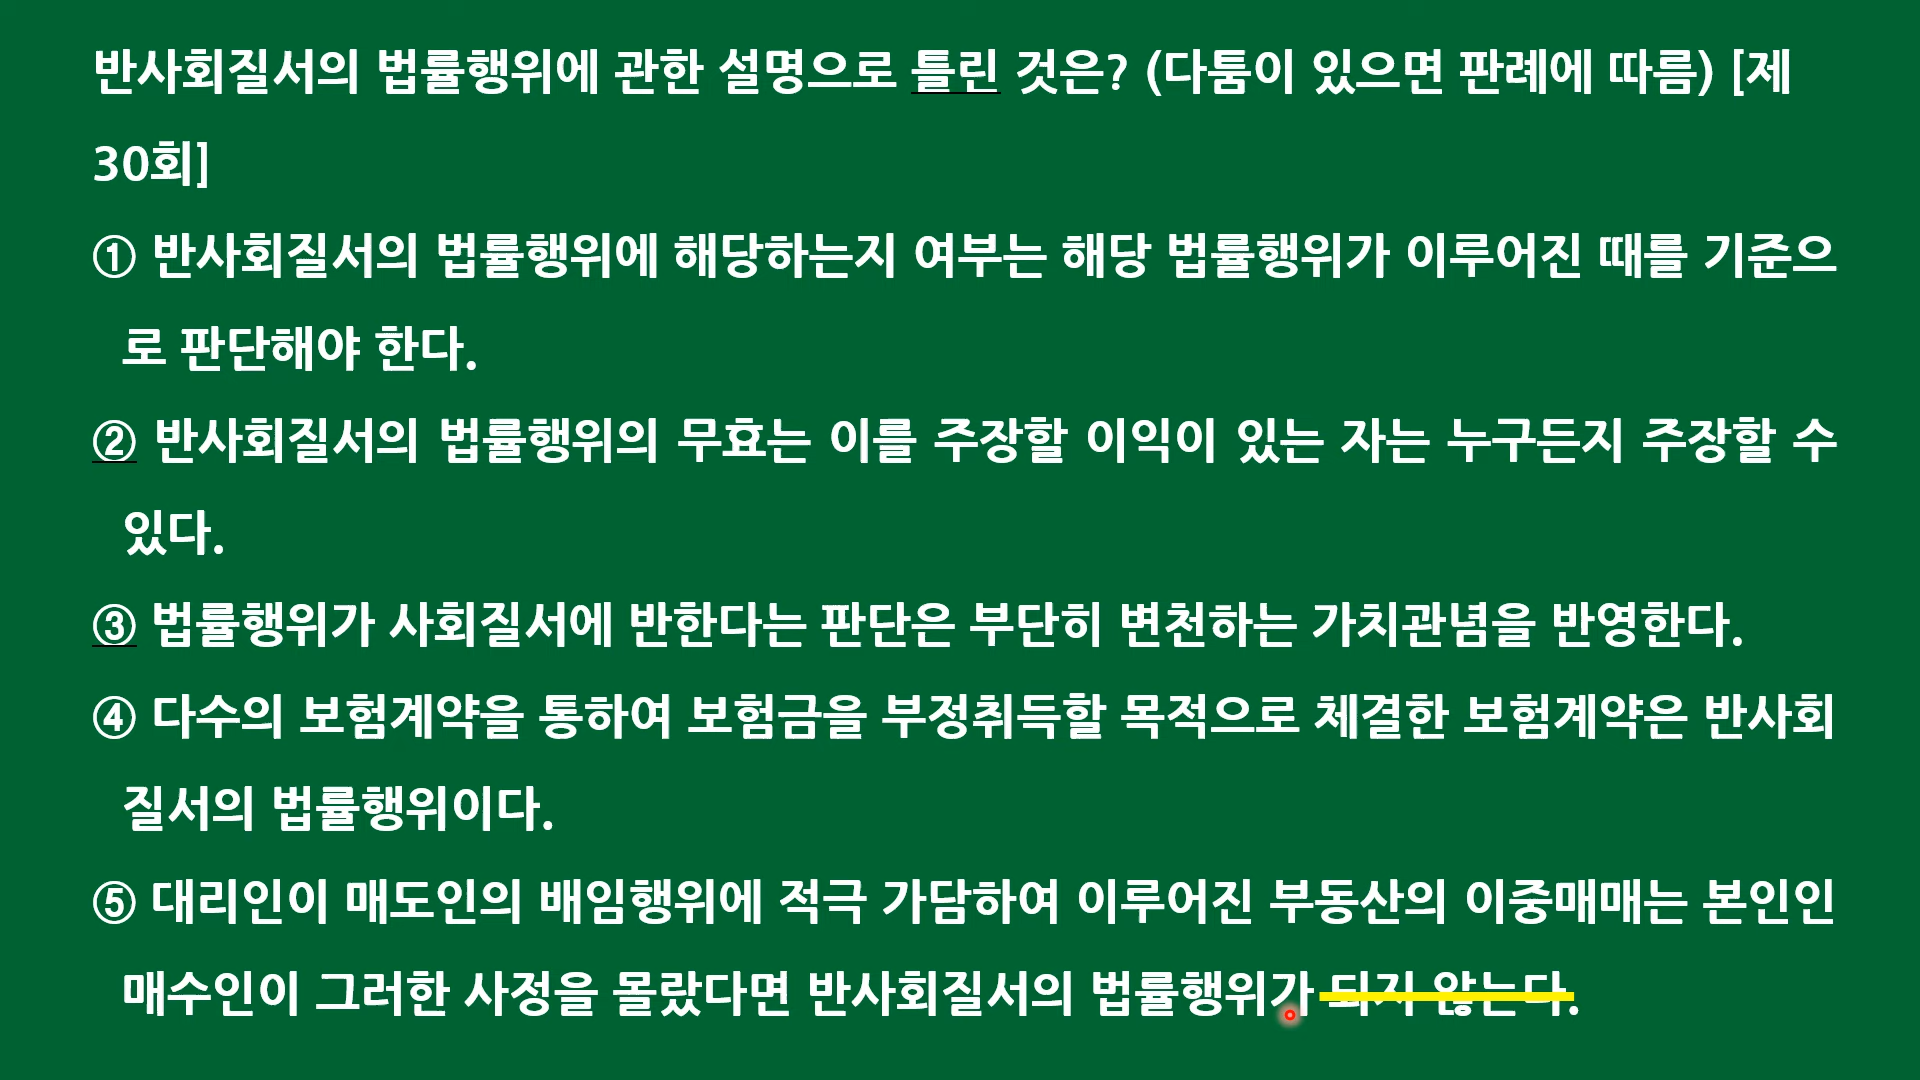 반사회질서의 법률행위에 관한 설명으로 틀린 것은? (다툼이 있으면 판례에 따름) [제
30회]
① 반사회질서의 법률행위에 해당하는지 여부는 해당 법률행위가 이루어진 때를 기준으
로 판단해야 한다.
② 반사회질서의 법률행위의 무효는 이를 주장할 이익이 있는 자는 누구든지 주장할 수
있다.
③ 법률행위가 사회질서에 반한다는 판단은 부단히 변천하는 가치관념을 반영한다.
④ 다수의 보험계약을 통하여 보험금을 부정취득할 목적으로 체결한 보험계약은 반사회
질서의 법률행위이다.
⑤ 대리인이 매도인의 배임행위에 적극 가담하여 이루어진 부동산의 이중매매는 본인인
매수인이 그러한 사정을 몰랐다면 반사회질서의 법률행위가 되지 않는다.